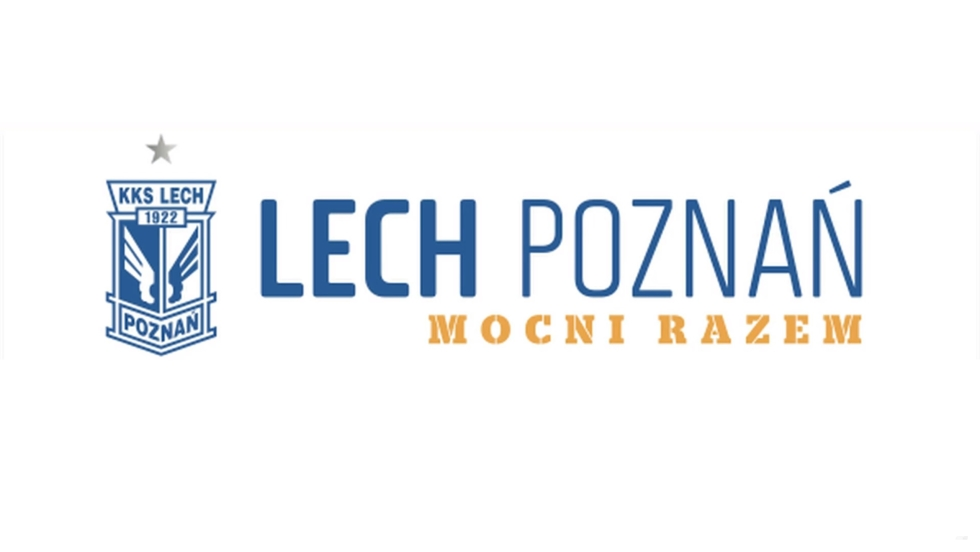 KKS LECH
1922
POZNAŃ
LECH POZNAŃ
MOCNI RAZEM